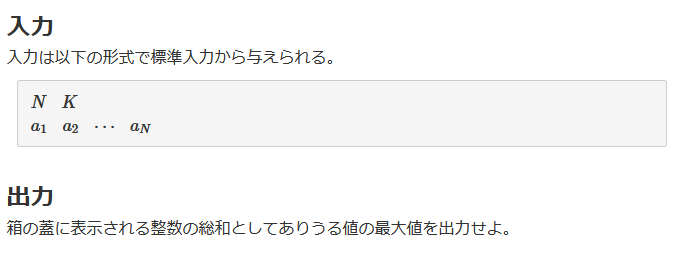 入力
入力は以下の形式で標準入力から与えられる。
N K
a₁ a₂ ⋯ a_N
出力
箱の蓋に表示される整数の総和としてありうる値の最大値を出力せよ。